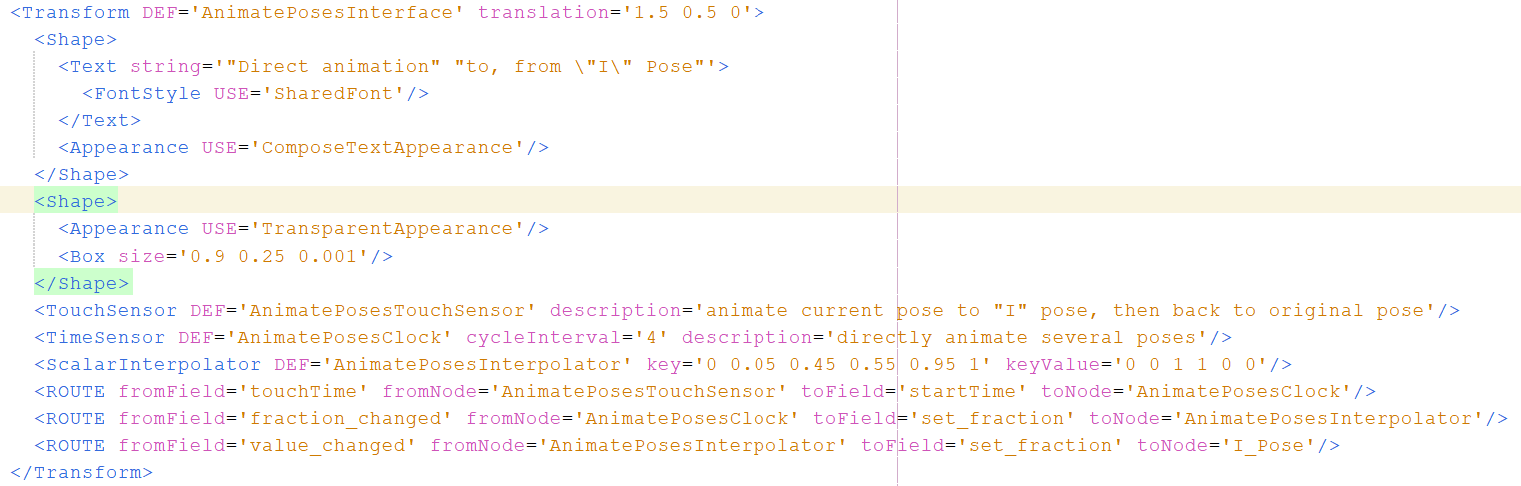 <Transform DEF='AnimatePosesInterface' translation='1.5 0.5 0'>
  <Shape>
    <Text string='"Direct animation" "to, from \"I\" Pose"'>
      <FontStyle USE='SharedFont'/>
    </Text>
    <Appearance USE='ComposeTextAppearance'/>
  </Shape>
  <Shape>
    <Appearance USE='TransparentAppearance'/>
    <Box size='0.9 0.25 0.001'/>
  </Shape>
  <TouchSensor DEF='AnimatePosesTouchSensor' description='animate current pose to "I" pose, then back to original pose'/>
  <TimeSensor DEF='AnimatePosesClock' cycleInterval='4' description='directly animate several poses'/>
  <ScalarInterpolator DEF='AnimatePosesInterpolator' key='0 0.05 0.45 0.55 0.95 1' keyValue='0 0 1 1 0 0'/>
  <ROUTE fromField='touchTime' fromNode='AnimatePosesTouchSensor' toField='startTime' toNode='AnimatePosesClock'/>
  <ROUTE fromField='fraction_changed' fromNode='AnimatePosesClock' toField='set_fraction' toNode='AnimatePosesInterpolator'/>
  <ROUTE fromField='value_changed' fromNode='AnimatePosesInterpolator' toField='set_fraction' toNode='I_Pose'/>
</Transform>